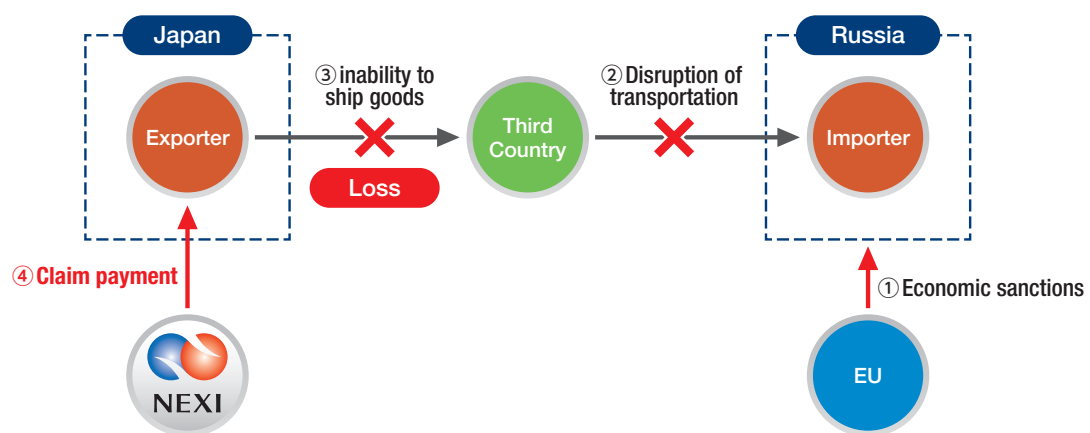 Japan
Russia
③inability to
ship goods
②Disruption of
transportation
Exporter
Third
Country
Importer
Loss
④Claim payment
①Economic sanctions
NEXI
EU